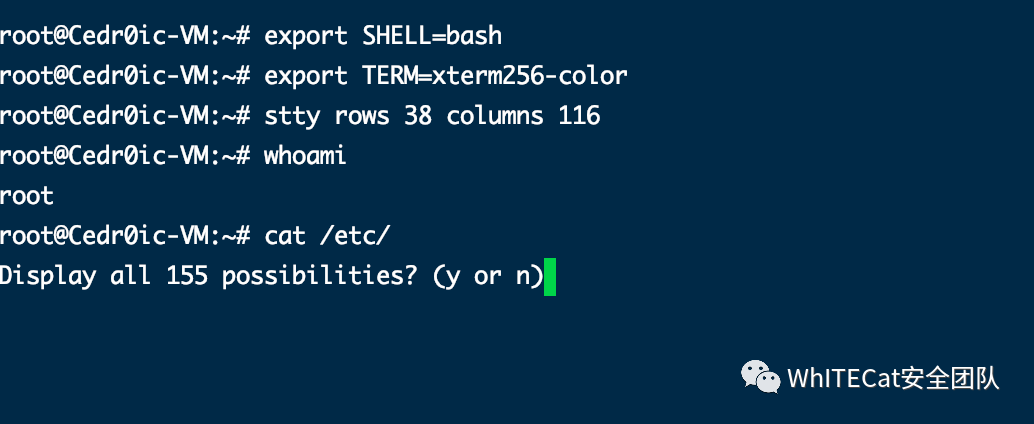 root@Cedr0ic-VM:~# export SHELL=bash
root@Cedr0ic-VM:~# export TERM=xterm256-color
root@Cedr0ic-VM:~# stty rows 38 columns 116
root@Cedr0ic-VM:~# whoami
root
root@Cedr0ic-VM:~# cat /etc/
Display all 155 possibilities? (y or n)
WhITECat安全团队